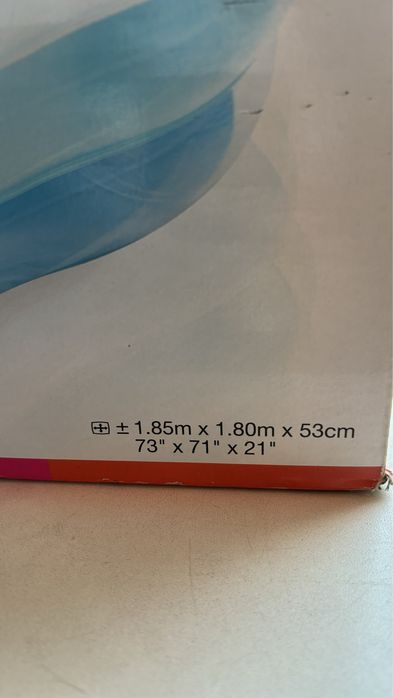 ± 1.85m x 1.80m x 53cm
73" x 71" x 21"